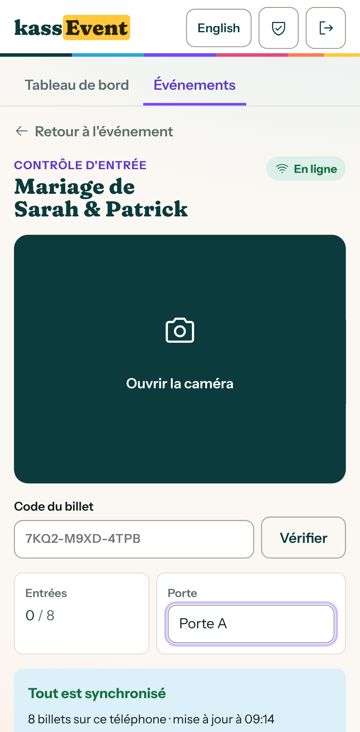 kassEvent
English
Tableau de bord
Événements
← Retour à l'événement
CONTRÔLE D'ENTRÉE
En ligne
Mariage de
Sarah & Patrick
Ouvrir la caméra
Code du billet
7KQ2-M9XD-4TPB
Vérifier
Entrées
0 / 8
Porte
Porte A
Tout est synchronisé
8 billets sur ce téléphone · mise à jour à 09:14